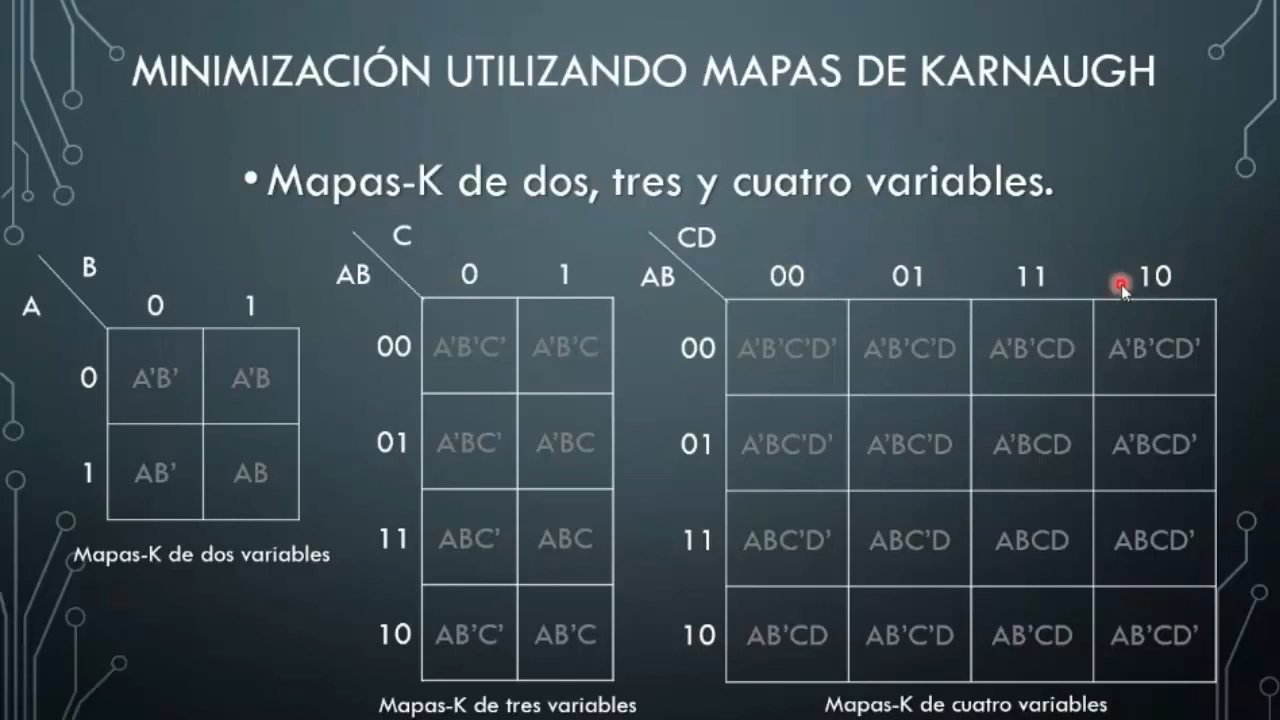 MINIMIZACIÓN UTILIZANDO MAPAS DE KARNAUGH
• Mapas-K de dos, tres y cuatro variables.
B
A 0 1
0 A'B' A'B
1 AB' AB
Mapas-K de dos variables
C
AB 0 1
00 A'B'C' A'B'C
01 A'BC' A'BC
11 ABC' ABC
10 AB'C' AB'C
Mapas-K de tres variables
CD
AB 00 01 11 10
00 A'B'C'D' A'B'C'D A'B'CD A'B'CD'
01 A'BC'D' A'BC'D A'BCD A'BCD'
11 ABC'D' ABC'D ABCD ABCD'
10 AB'CD AB'C'D AB'CD AB'CD'
Mapas-K de cuatro variables